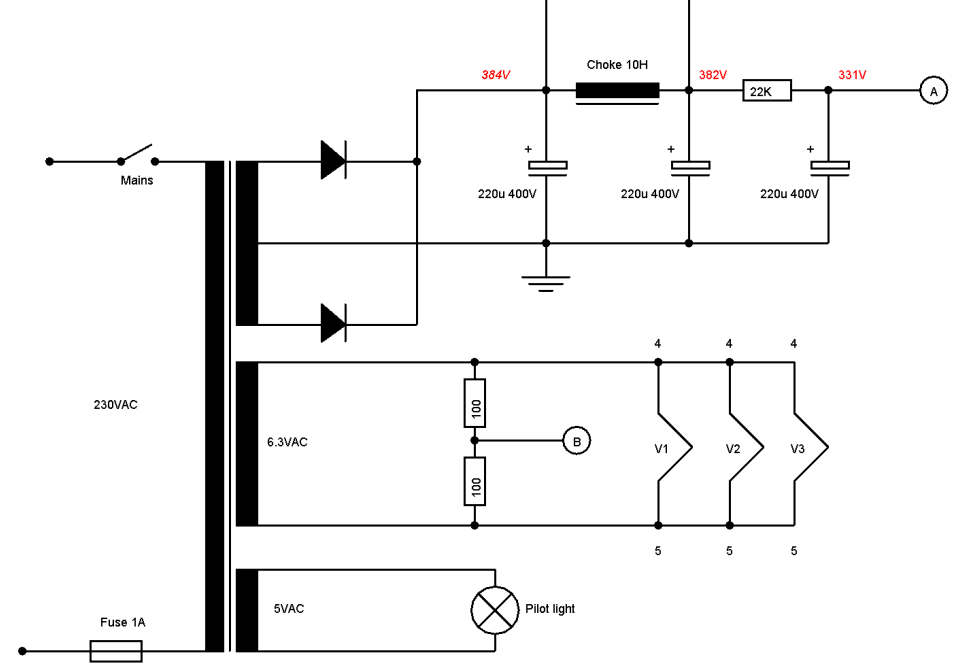 Choke 10H
384V
382V
331V
22K
A
Mains
+
+
+
220u 400V
220u 400V
220u 400V
4
4
4
230VAC
100
6.3VAC
B
V1
V2
V3
100
5
5
5
5VAC
Pilot light
Fuse 1A